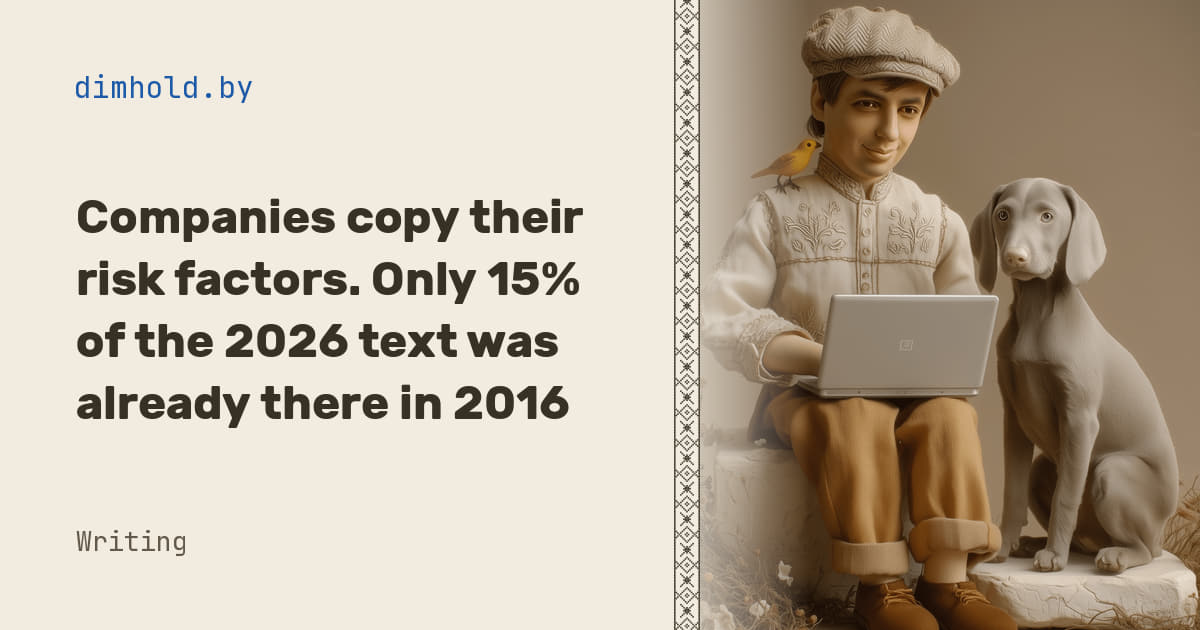 dimhold.by
Companies copy their
risk factors. Only 15%
of the 2026 text was
already there in 2016
Writing